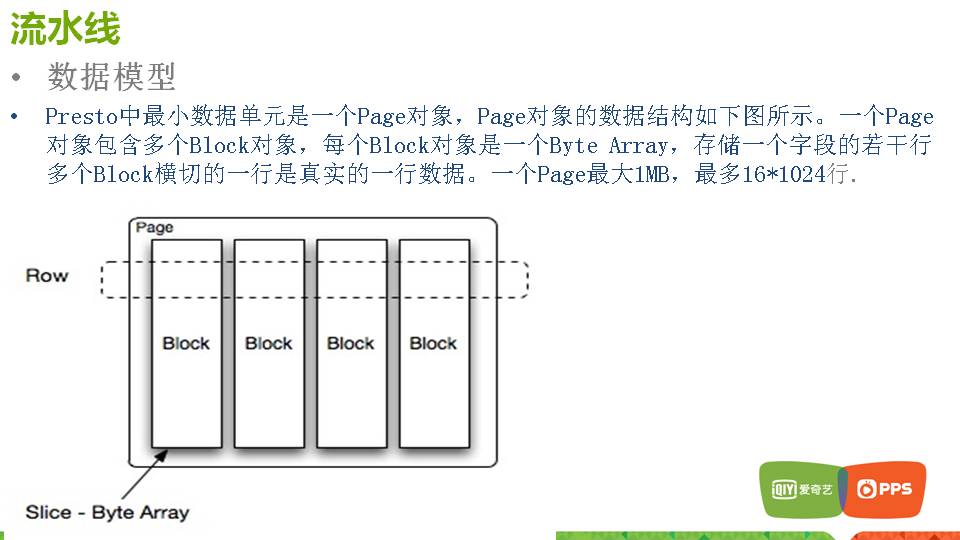 流水线
• 数据模型
• Presto中最小数据单元是一个Page对象，Page对象的数据结构如下图所示。一个Page
对象包含多个Block对象，每个Block对象是一个Byte Array，存储一个字段的若干行
多个Block横切的一行是真实的一行数据。一个Page最大1MB，最多16*1024行.
Page
Row
Block Block Block Block
Slice - Byte Array
iQIYI 爱奇艺 PPS